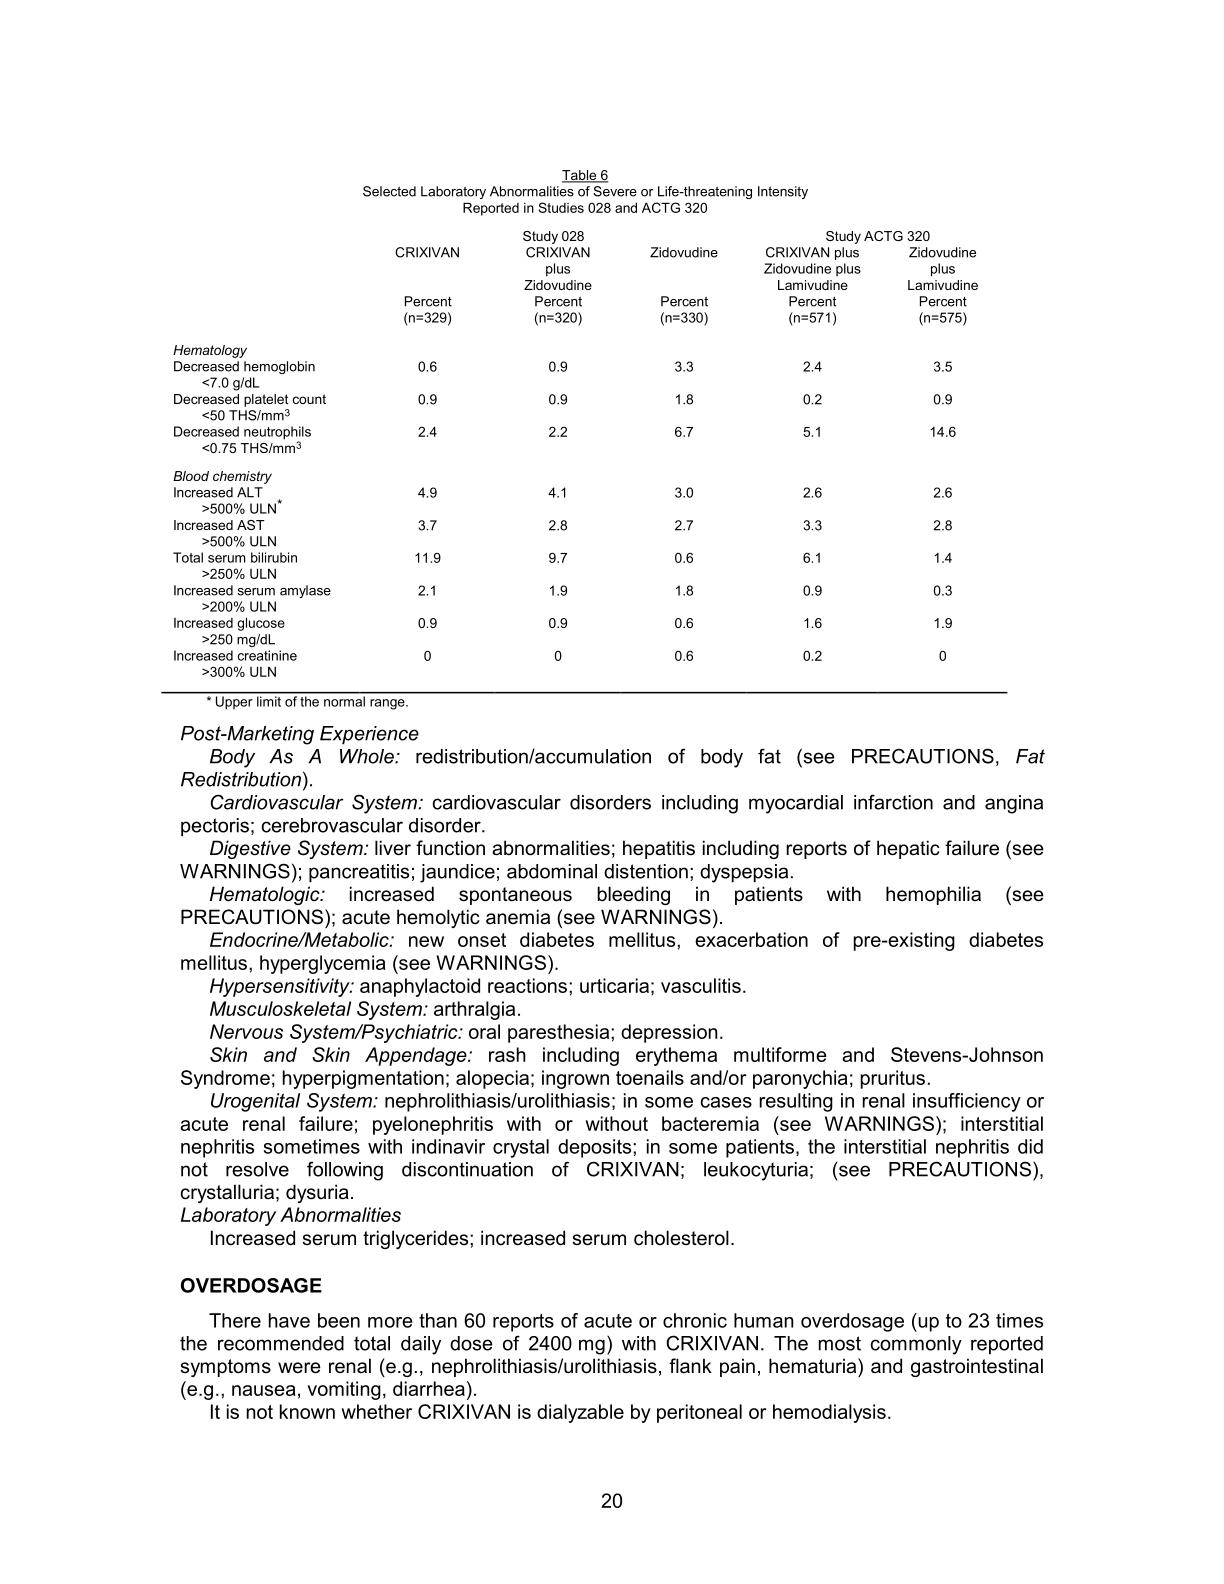 Table 6
Selected Laboratory Abnormalities of Severe or Life-threatening Intensity
Reported in Studies 028 and ACTG 320
Study 028 Study ACTG 320
CRIXIVAN CRIXIVAN Zidovudine CRIXIVAN plus Zidovudine
plus Zidovudine plus plus
Zidovudine Lamivudine Lamivudine
Percent Percent Percent Percent Percent
(n=329) (n=320) (n=330) (n=571) (n=575)
Hematology
Decreased hemoglobin 0.6 0.9 3.3 2.4 3.5
<7.0 g/dL
Decreased platelet count 0.9 0.9 1.8 0.2 0.9
<50 THS/mm³
Decreased neutrophils 2.4 2.2 6.7 5.1 14.6
<0.75 THS/mm³
Blood chemistry
Increased ALT 4.9 4.1 3.0 2.6 2.6
>500% ULN*
Increased AST 3.7 2.8 2.7 3.3 2.8
>500% ULN
Total serum bilirubin 11.9 9.7 0.6 6.1 1.4
>250% ULN
Increased serum amylase 2.1 1.9 1.8 0.9 0.3
>200% ULN
Increased glucose 0.9 0.9 0.6 1.6 1.9
>250 mg/dL
Increased creatinine 0 0 0.6 0.2 0
>300% ULN
* Upper limit of the normal range.
Post-Marketing Experience
Body As A Whole: redistribution/accumulation of body fat (see PRECAUTIONS, Fat
Redistribution).
Cardiovascular System: cardiovascular disorders including myocardial infarction and angina
pectoris; cerebrovascular disorder.
Digestive System: liver function abnormalities; hepatitis including reports of hepatic failure (see
WARNINGS); pancreatitis; jaundice; abdominal distention; dyspepsia.
Hematologic: increased spontaneous bleeding in patients with hemophilia (see
PRECAUTIONS); acute hemolytic anemia (see WARNINGS).
Endocrine/Metabolic: new onset diabetes mellitus, exacerbation of pre-existing diabetes
mellitus, hyperglycemia (see WARNINGS).
Hypersensitivity: anaphylactoid reactions; urticaria; vasculitis.
Musculoskeletal System: arthralgia.
Nervous System/Psychiatric: oral paresthesia; depression.
Skin and Skin Appendage: rash including erythema multiforme and Stevens-Johnson
Syndrome; hyperpigmentation; alopecia; ingrown toenails and/or paronychia; pruritus.
Urogenital System: nephrolithiasis/urolithiasis; in some cases resulting in renal insufficiency or
acute renal failure; pyelonephritis with or without bacteremia (see WARNINGS); interstitial
nephritis sometimes with indinavir crystal deposits; in some patients, the interstitial nephritis did
not resolve following discontinuation of CRIXIVAN; leukocyturia; (see PRECAUTIONS),
crystalluria; dysuria.
Laboratory Abnormalities
Increased serum triglycerides; increased serum cholesterol.
OVERDOSAGE
There have been more than 60 reports of acute or chronic human overdosage (up to 23 times
the recommended total daily dose of 2400 mg) with CRIXIVAN. The most commonly reported
symptoms were renal (e.g., nephrolithiasis/urolithiasis, flank pain, hematuria) and gastrointestinal
(e.g., nausea, vomiting, diarrhea).
It is not known whether CRIXIVAN is dialyzable by peritoneal or hemodialysis.
20